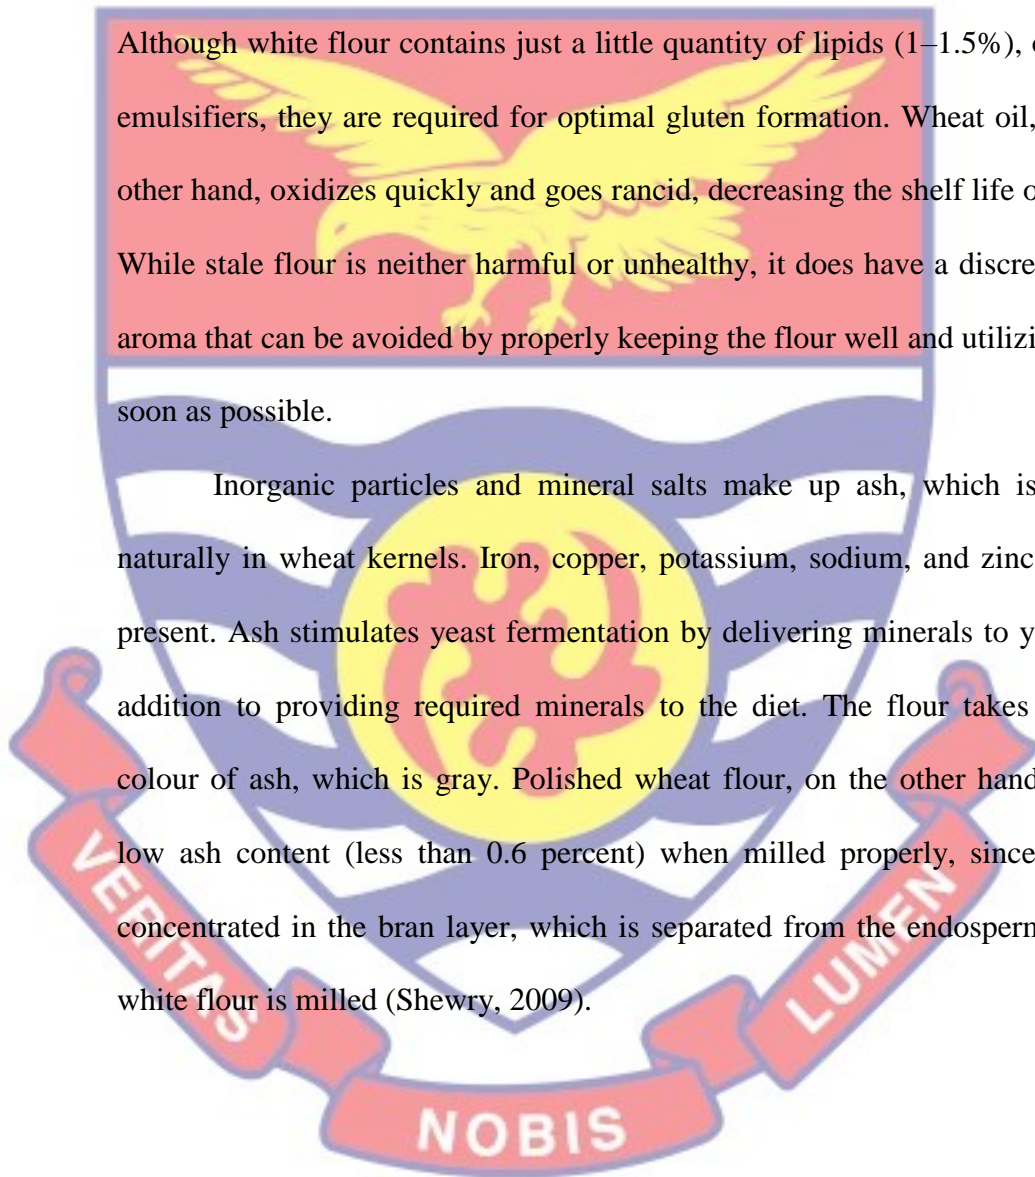 Although white flour contains just a little quantity of lipids (1–1.5%),
emulsifiers, they are required for optimal gluten formation. Wheat oil,
other hand, oxidizes quickly and goes rancid, decreasing the shelf life
While stale flour is neither harmful or unhealthy, it does have a
aroma that can be avoided by properly keeping the flour well and
soon as possible.
Inorganic particles and mineral salts make up ash, which is
naturally in wheat kernels. Iron, copper, potassium, sodium, and zinc
present. Ash stimulates yeast fermentation by delivering minerals to
addition to providing required minerals to the diet. The flour takes
colour of ash, which is gray. Polished wheat flour, on the other hand
low ash content (less than 0.6 percent) when milled properly, since
concentrated in the bran layer, which is separated from the
white flour is milled (Shewry, 2009).
VERITAS
NOBIS
LUMEN